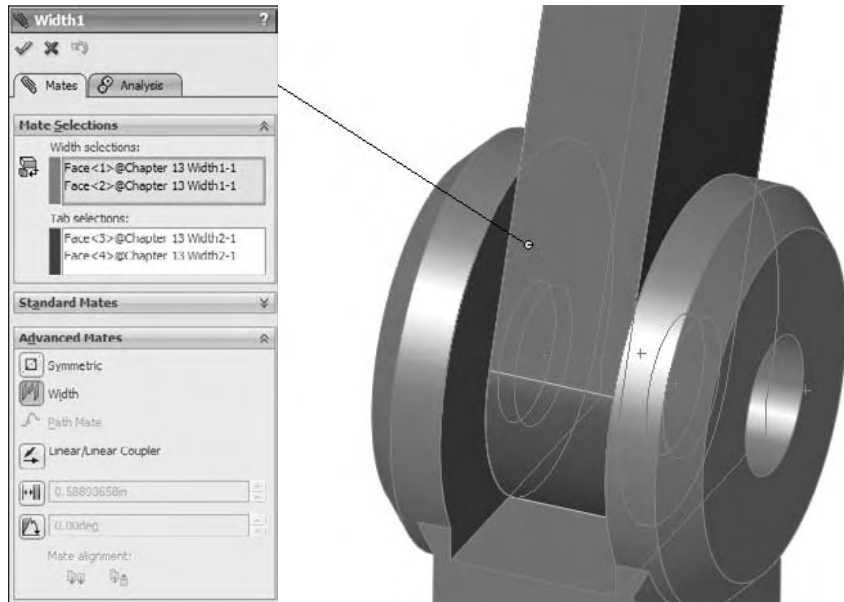 Width1
?
Mates
Analysis
Mate Selections
Width selections:
Face<1>@Chapter 13 Width1-1
Face<2>@Chapter 13 Width1-1
Tab selections:
Face<3>@Chapter 13 Width2-1
Face<4>@Chapter 13 Width2-1
Standard Mates
Advanced Mates
Symmetric
Width
Path Mate
Linear/Linear Coupler
0.58893658in
0.00deg
Mate alignment: